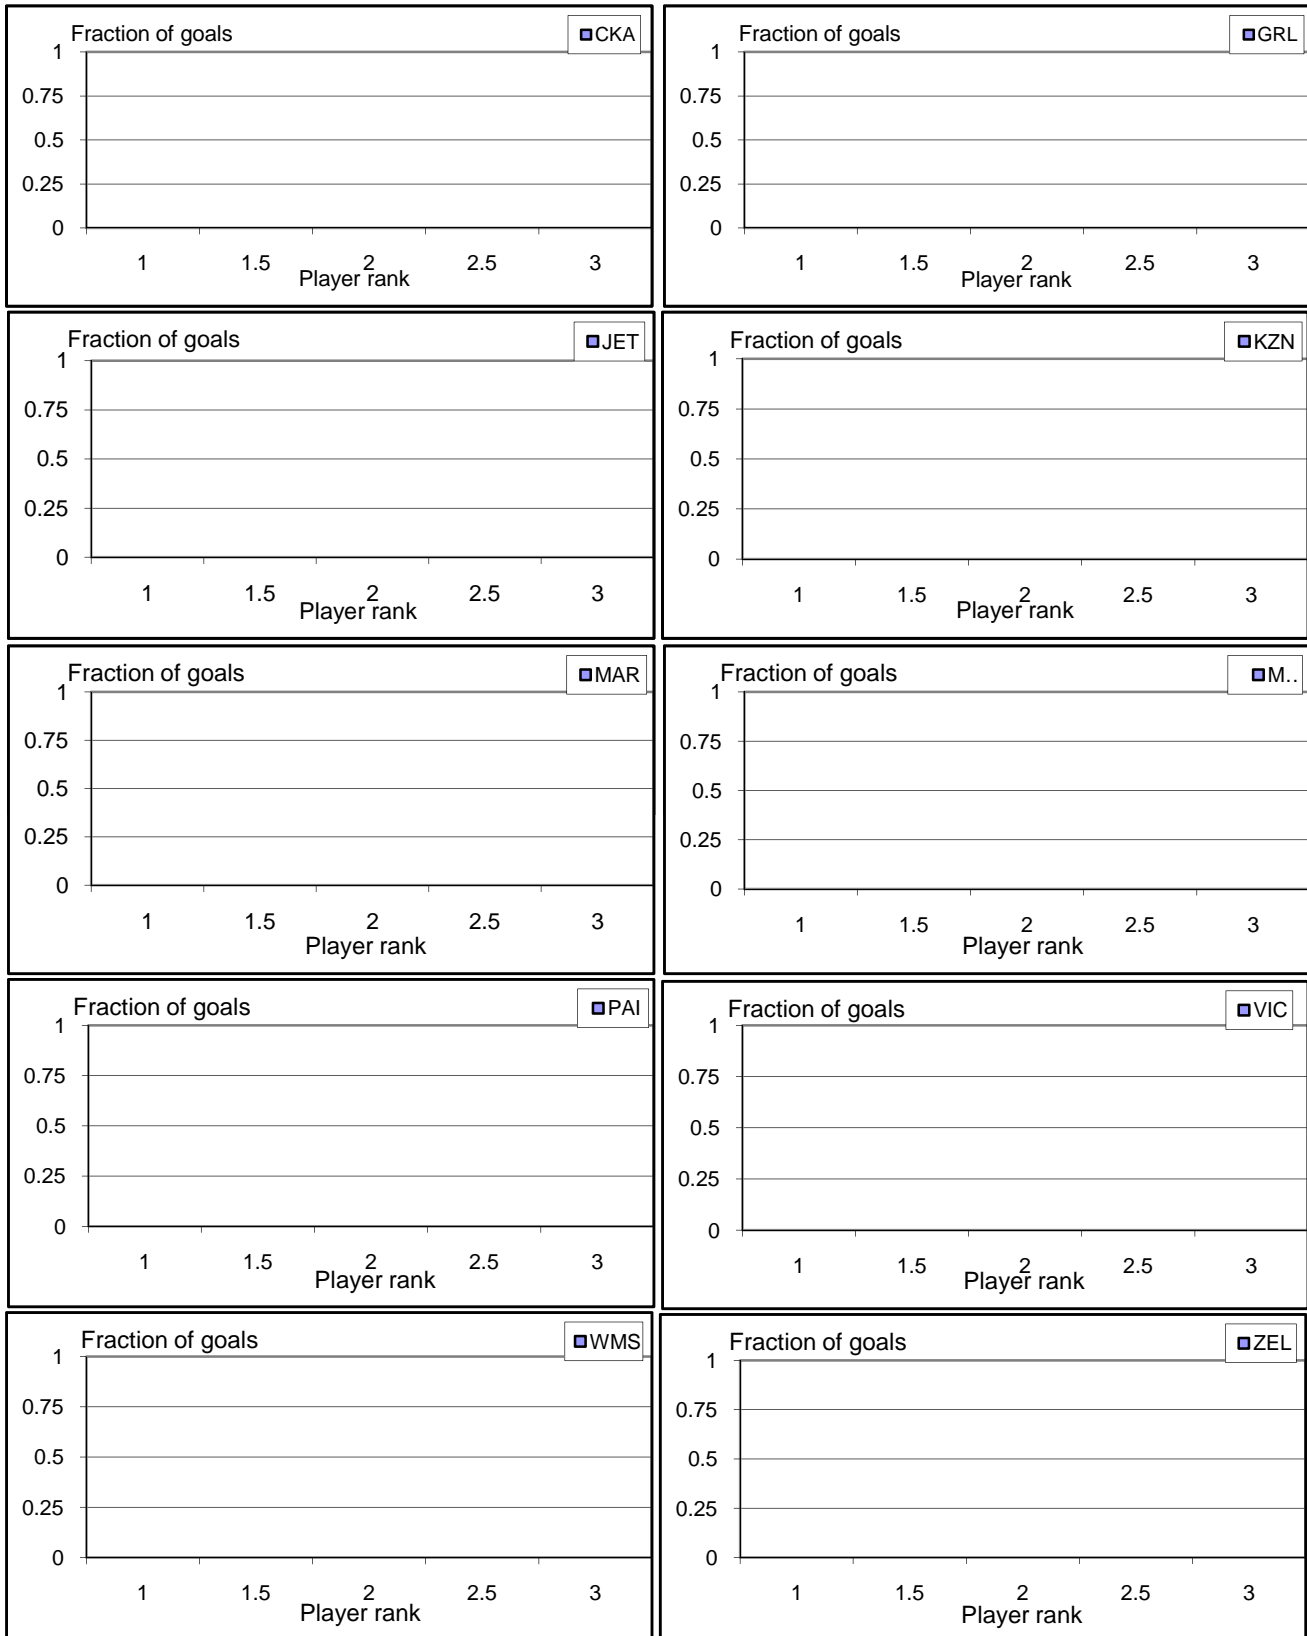 Fraction of goals CKA
1
0.75
0.5
0.25
0
1 1.5 2 2.5 3
Player rank
Fraction of goals GRL
1
0.75
0.5
0.25
0
1 1.5 2 2.5 3
Player rank
Fraction of goals JET
1
0.75
0.5
0.25
0
1 1.5 2 2.5 3
Player rank
Fraction of goals KZN
1
0.75
0.5
0.25
0
1 1.5 2 2.5 3
Player rank
Fraction of goals MAR
1
0.75
0.5
0.25
0
1 1.5 2 2.5 3
Player rank
Fraction of goals M..
1
0.75
0.5
0.25
0
1 1.5 2 2.5 3
Player rank
Fraction of goals PAI
1
0.75
0.5
0.25
0
1 1.5 2 2.5 3
Player rank
Fraction of goals VIC
1
0.75
0.5
0.25
0
1 1.5 2 2.5 3
Player rank
Fraction of goals WMS
1
0.75
0.5
0.25
0
1 1.5 2 2.5 3
Player rank
Fraction of goals ZEL
1
0.75
0.5
0.25
0
1 1.5 2 2.5 3
Player rank